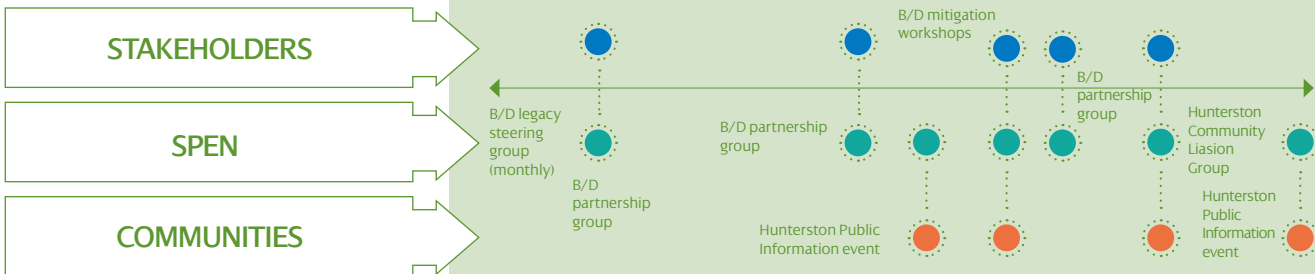 STAKEHOLDERS
B/D mitigation
workshops
B/D
partnership
group
SPEN
B/D legacy
steering
group
(monthly)
B/D
partnership
group
B/D partnership
group
Hunterston
Community
Liasion
Group
COMMUNITIES
Hunterston Public
Information event
Hunterston
Public
Information
event